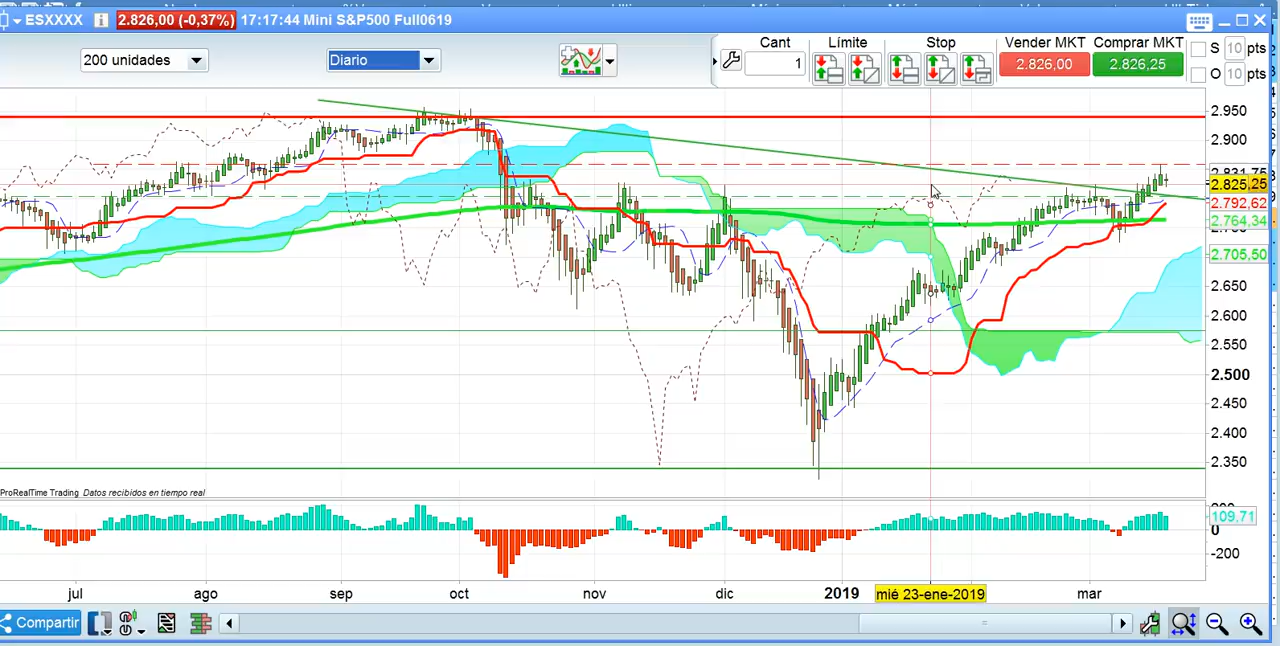 ESXXXX 2.826,00 (-0,37%) 17:17:44 Mini S&P500 Full0619
200 unidades
Diario
Cant
1
Límite
Stop
Vender MKT Comprar MKT
2.826,00 2.826,25
S 10 pts
O 10 pts
2.950
2.900
2.825,25
2.792,62
2.764,34
2.705,50
2.650
2.600
2.550
2.500
2.450
2.400
2.350
ProRealTime Trading Datos recibidos en tiempo real
109,71
0
-200
jul ago sep oct nov dic 2019 mié 23-ene-2019 mar
Compartir